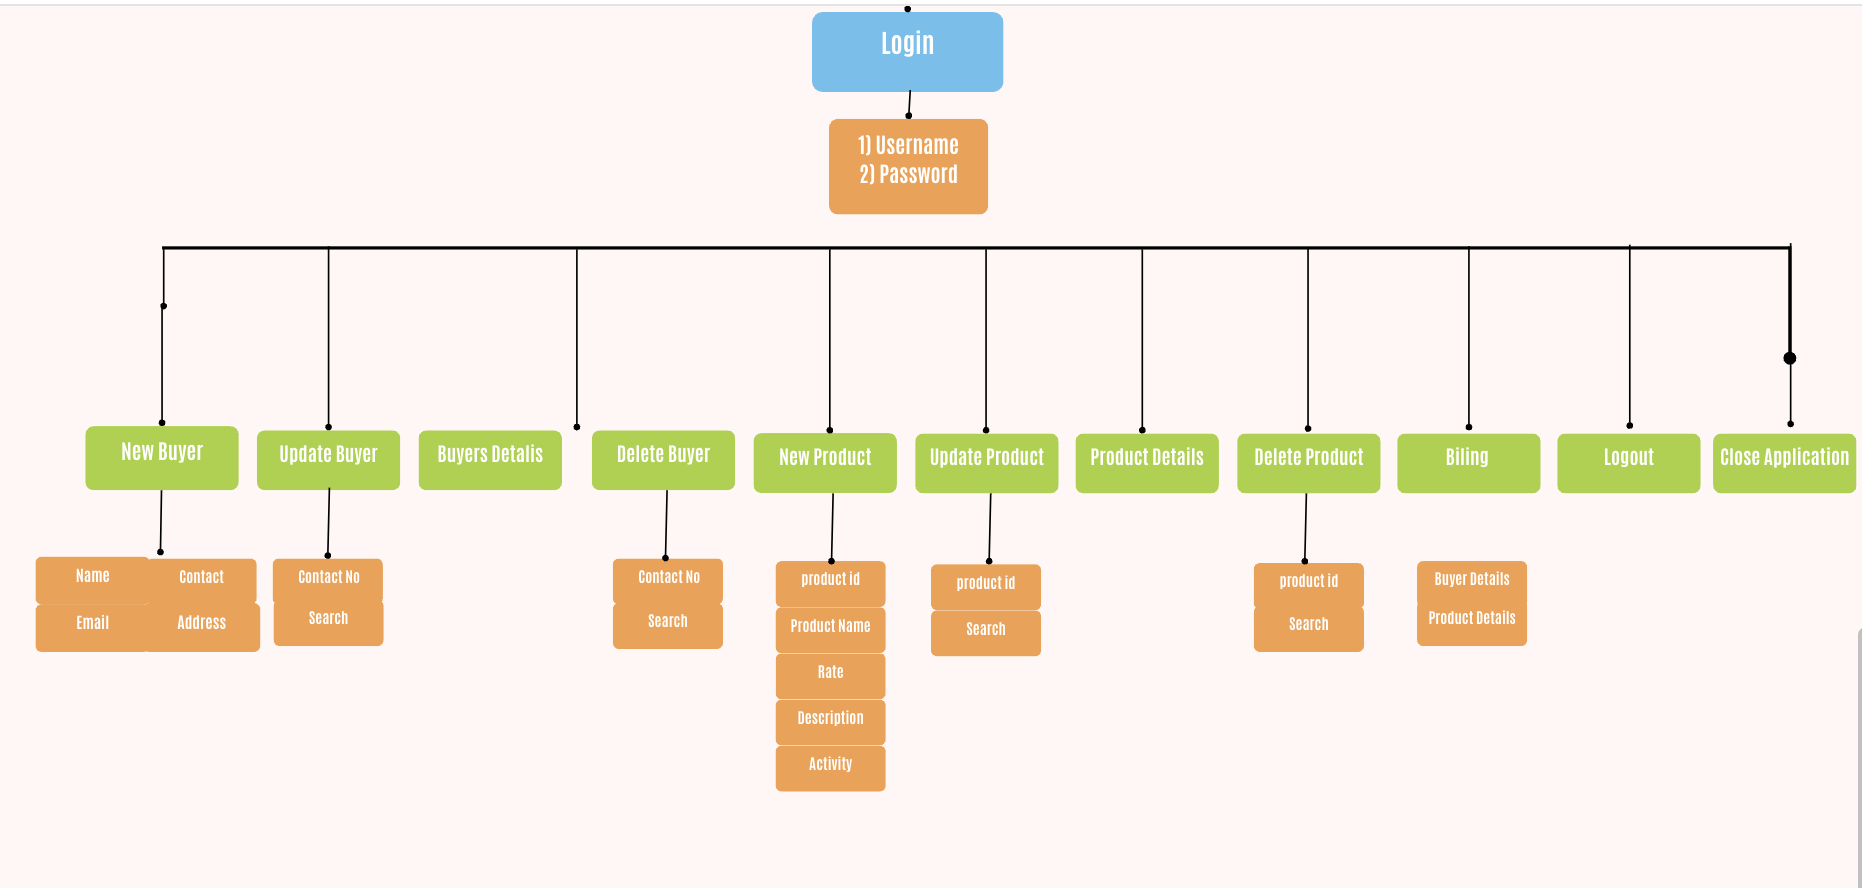 Login
1) Username
2) Password
New Buyer
Update Buyer
Buyers Detalis
Delete Buyer
New Product
Update Product
Product Details
Delete Product
Biling
Logout
Close Application
Name
Contact
Email
Address
Contact No
Search
Contact No
Search
product id
Product Name
Rate
Description
Activity
product id
Search
product id
Search
Buyer Details
Product Details